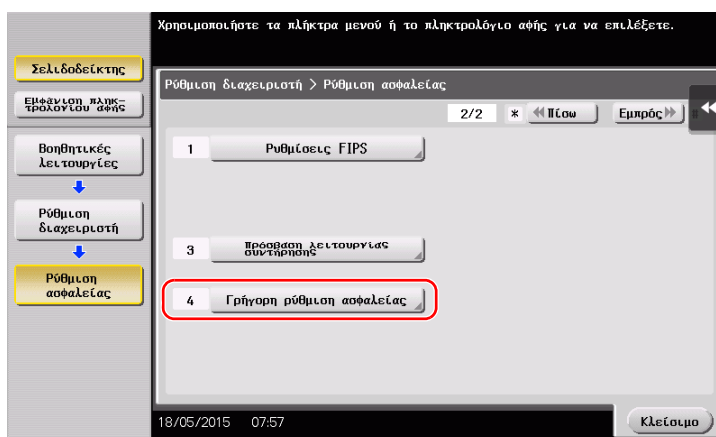 Χρησιμοποιήστε τα πλήκτρα μενού ή το πληκτρολόγιο αφής για να επιλέξετε.
Σελιδοδείκτης
Εμφάνιση πληκ-
τρολογίου αφής
Βοηθητικές
λειτουργίες
Ρύθμιση
διαχειριστή
Ρύθμιση
ασφαλείας
Ρύθμιση διαχειριστή > Ρύθμιση ασφαλείας
2/2 * Πίσω Εμπρός
1 Ρυθμίσεις FIPS
3 Πρόσβαση λειτουργίας
συντήρησης
4 Γρήγορη ρύθμιση ασφαλείας
18/05/2015 07:57 Κλείσιμο